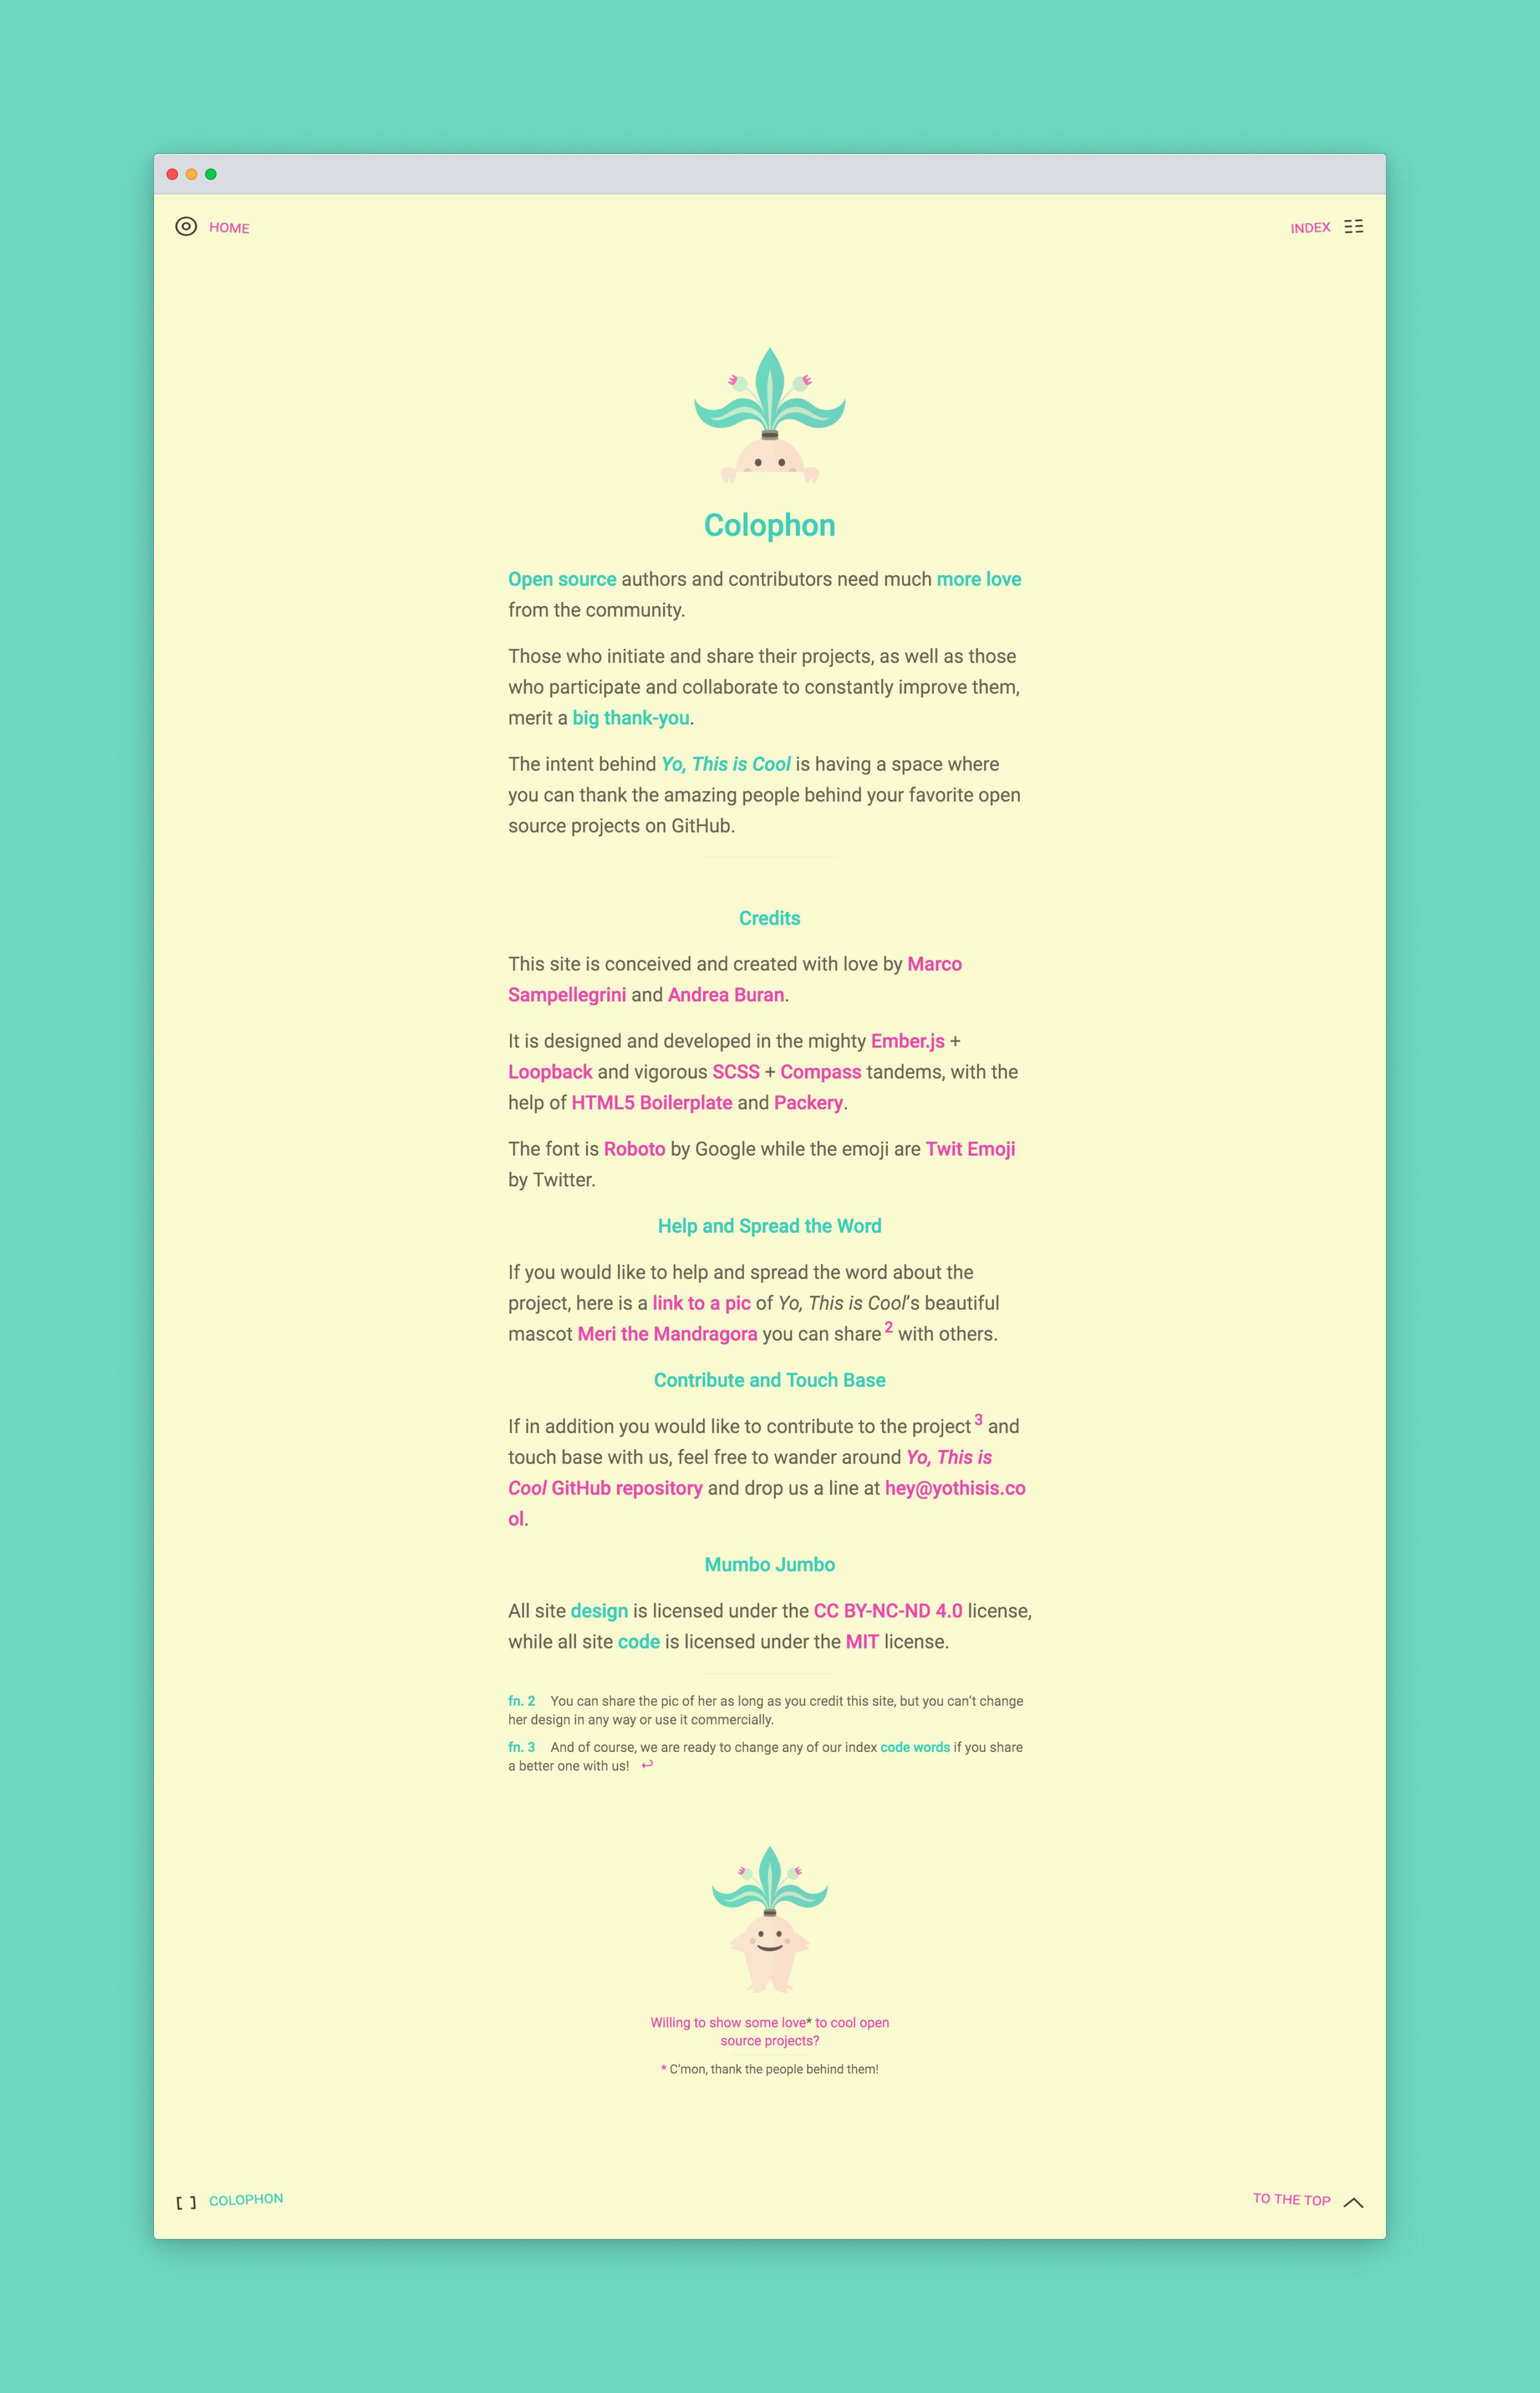 HOME
INDEX
Colophon
Open source authors and contributors need much more love
from the community.
Those who initiate and share their projects, as well as those
who participate and collaborate to constantly improve them,
merit a big thank-you.
The intent behind Yo, This is Cool is having a space where
you can thank the amazing people behind your favorite open
source projects on GitHub.
Credits
This site is conceived and created with love by Marco
Sampellegrini and Andrea Buran.
It is designed and developed in the mighty Ember.js +
Loopback and vigorous SCSS + Compass tandems, with the
help of HTML5 Boilerplate and Packery.
The font is Roboto by Google while the emoji are Twit Emoji
by Twitter.
Help and Spread the Word
If you would like to help and spread the word about the
project, here is a link to a pic of Yo, This is Cool's beautiful
mascot Meri the Mandragora you can share 2 with others.
Contribute and Touch Base
If in addition you would like to contribute to the project 3 and
touch base with us, feel free to wander around Yo, This is
Cool GitHub repository and drop us a line at hey@yothisis.co
ol.
Mumbo Jumbo
All site design is licensed under the CC BY-NC-ND 4.0 license,
while all site code is licensed under the MIT license.
fn. 2 You can share the pic of her as long as you credit this site, but you can't change
her design in any way or use it commercially.
fn. 3 And of course, we are ready to change any of our index code words if you share
a better one with us! ↩
Willing to show some love* to cool open
source projects?
* C'mon, thank the people behind them!
[ ] COLOPHON
TO THE TOP